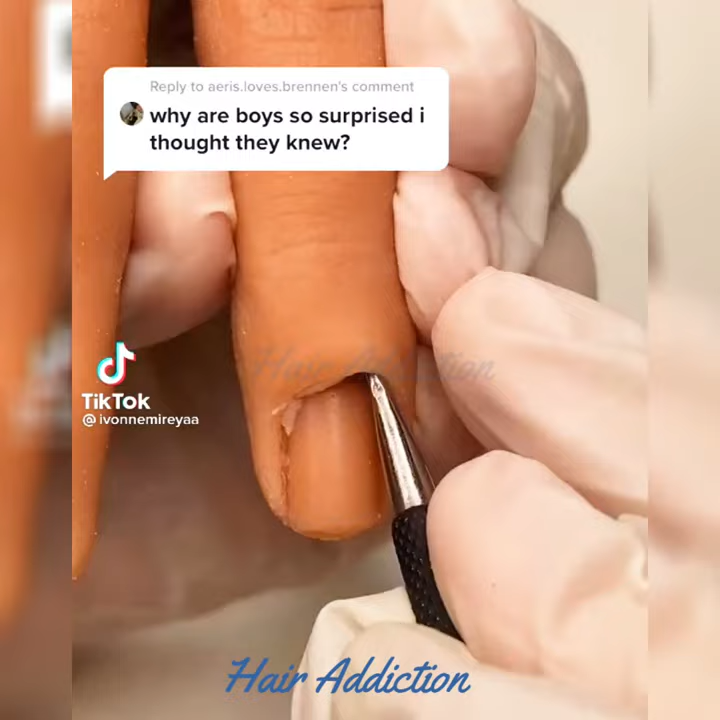 Reply to aeris.loves.brennen's comment
why are boys so surprised i
thought they knew?
Hair Addiction
TikTok
@ivonnemireyaa
Hair Addiction